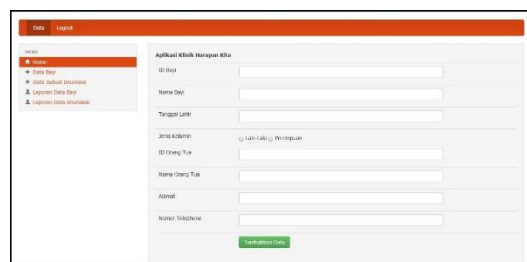 Data Logout
MENU
Home
Data Bayi
Data Jadwal Imunisasi
Laporan Data Bayi
Laporan Data Imunisasi
Aplikasi Klinik Harapan Kita
ID Bayi
Nama Bayi
Tanggal Lahir
Jenis Kelamin Laki-Laki Perempuan
ID Orang Tua
Nama Orang Tua
Alamat
Nomor Telephone
Tambahkan Data